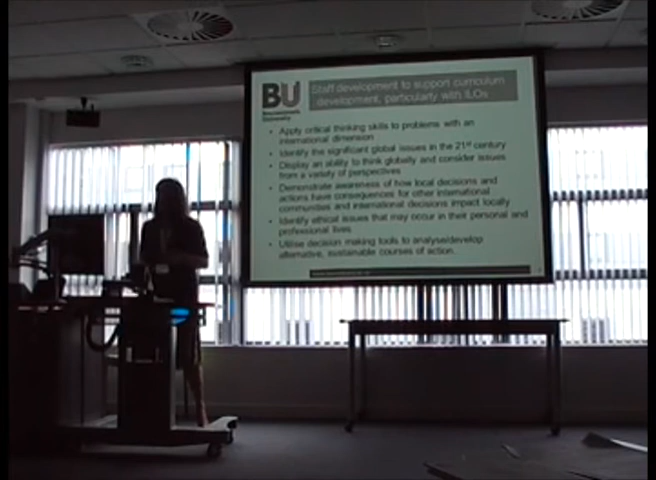 BU
Bournemouth
University
Staff development to support curriculum
development, particularly with ILOs
• Apply critical thinking skills to problems with an
international dimension
• Identify the significant global issues in the 21st century
• Display an ability to think globally and consider issues
from a variety of perspectives
• Demonstrate awareness of how local decisions and
actions have consequences for other international
communities and international decisions impact locally
• Identify ethical issues that may occur in their personal and
professional lives
• Utilise decision making tools to analyse/develop
alternative, sustainable courses of action.